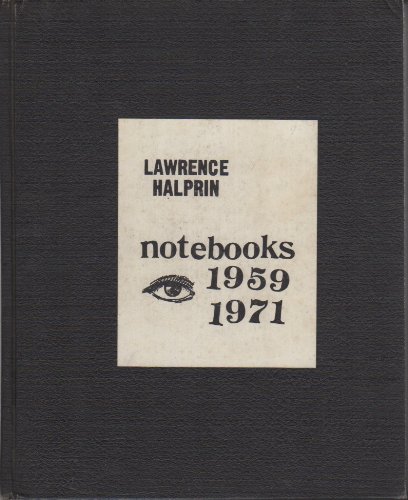 LAWRENCE
HALPRIN
notebooks
1959
1971